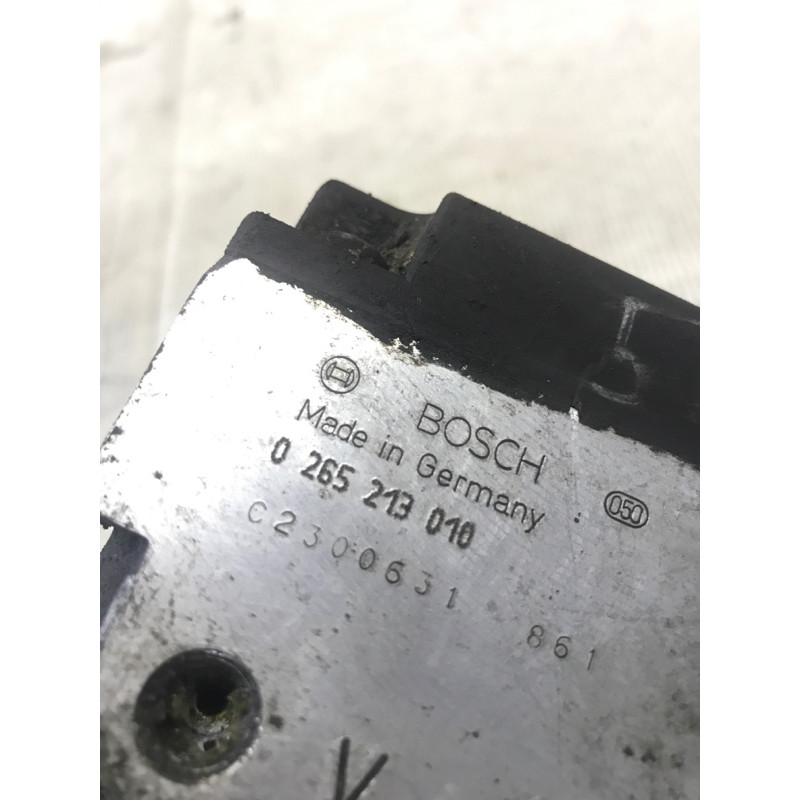 BOSCH
Made in Germany
050
0 265 213 010
C2300631 861
V